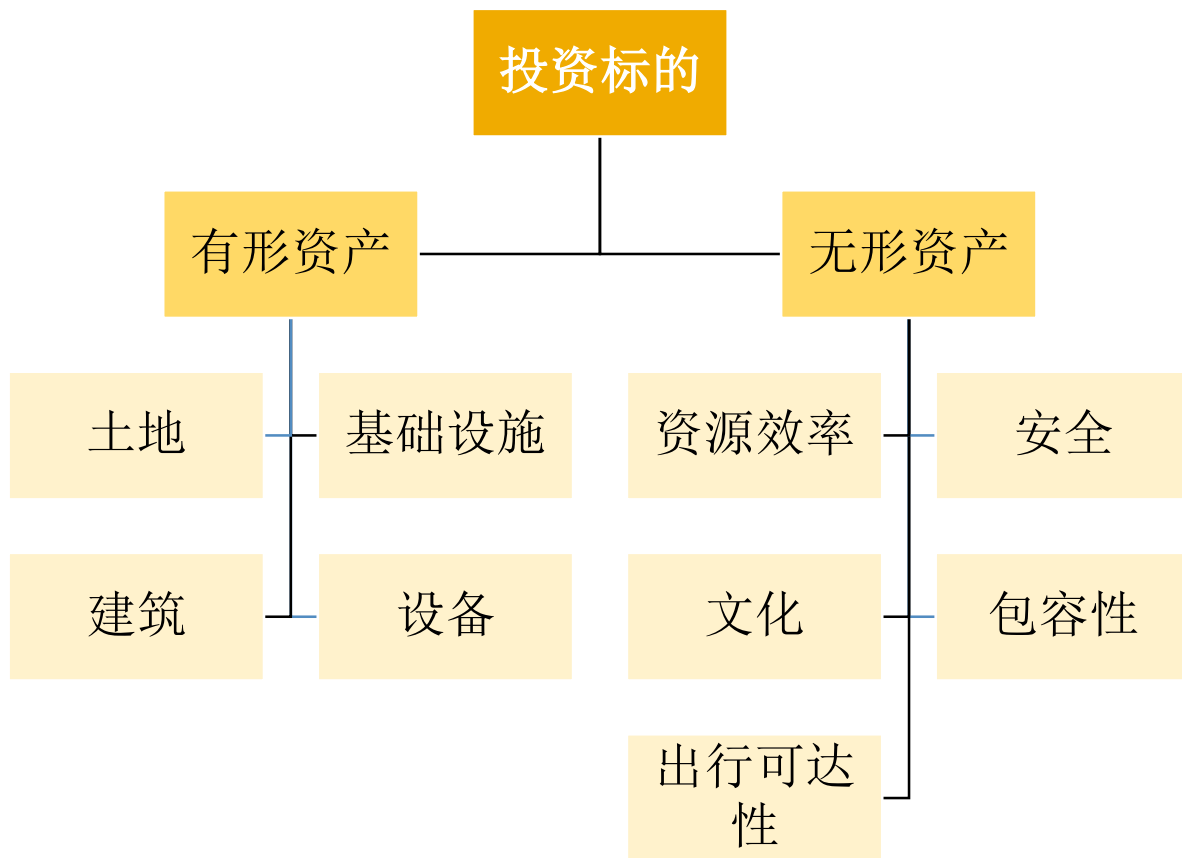 投资标的
有形资产
无形资产
土地
基础设施
资源效率
安全
建筑
设备
文化
包容性
出行可达
性